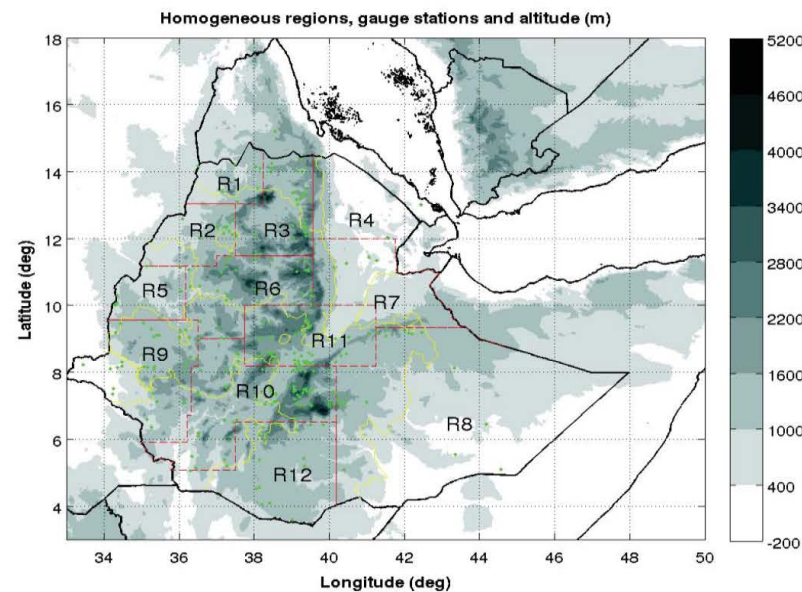 Homogeneous regions, gauge stations and altitude (m)
18
16
14
12
10
8
6
4
Latitude (deg)
R1
R2
R3
R4
R5
R6
R7
R9
R11
R10
R8
R12
34
36
38
40
42
44
46
48
50
Longitude (deg)
5200
4600
4000
3400
2800
2200
1600
1000
400
-200